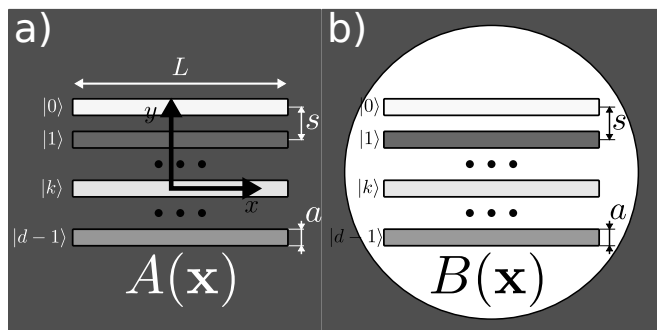 a)
L
|0⟩
y
s
|1⟩
|k⟩
x
a
|d − 1⟩
A(x)
b)
|0⟩
s
|1⟩
|k⟩
a
|d − 1⟩
B(x)